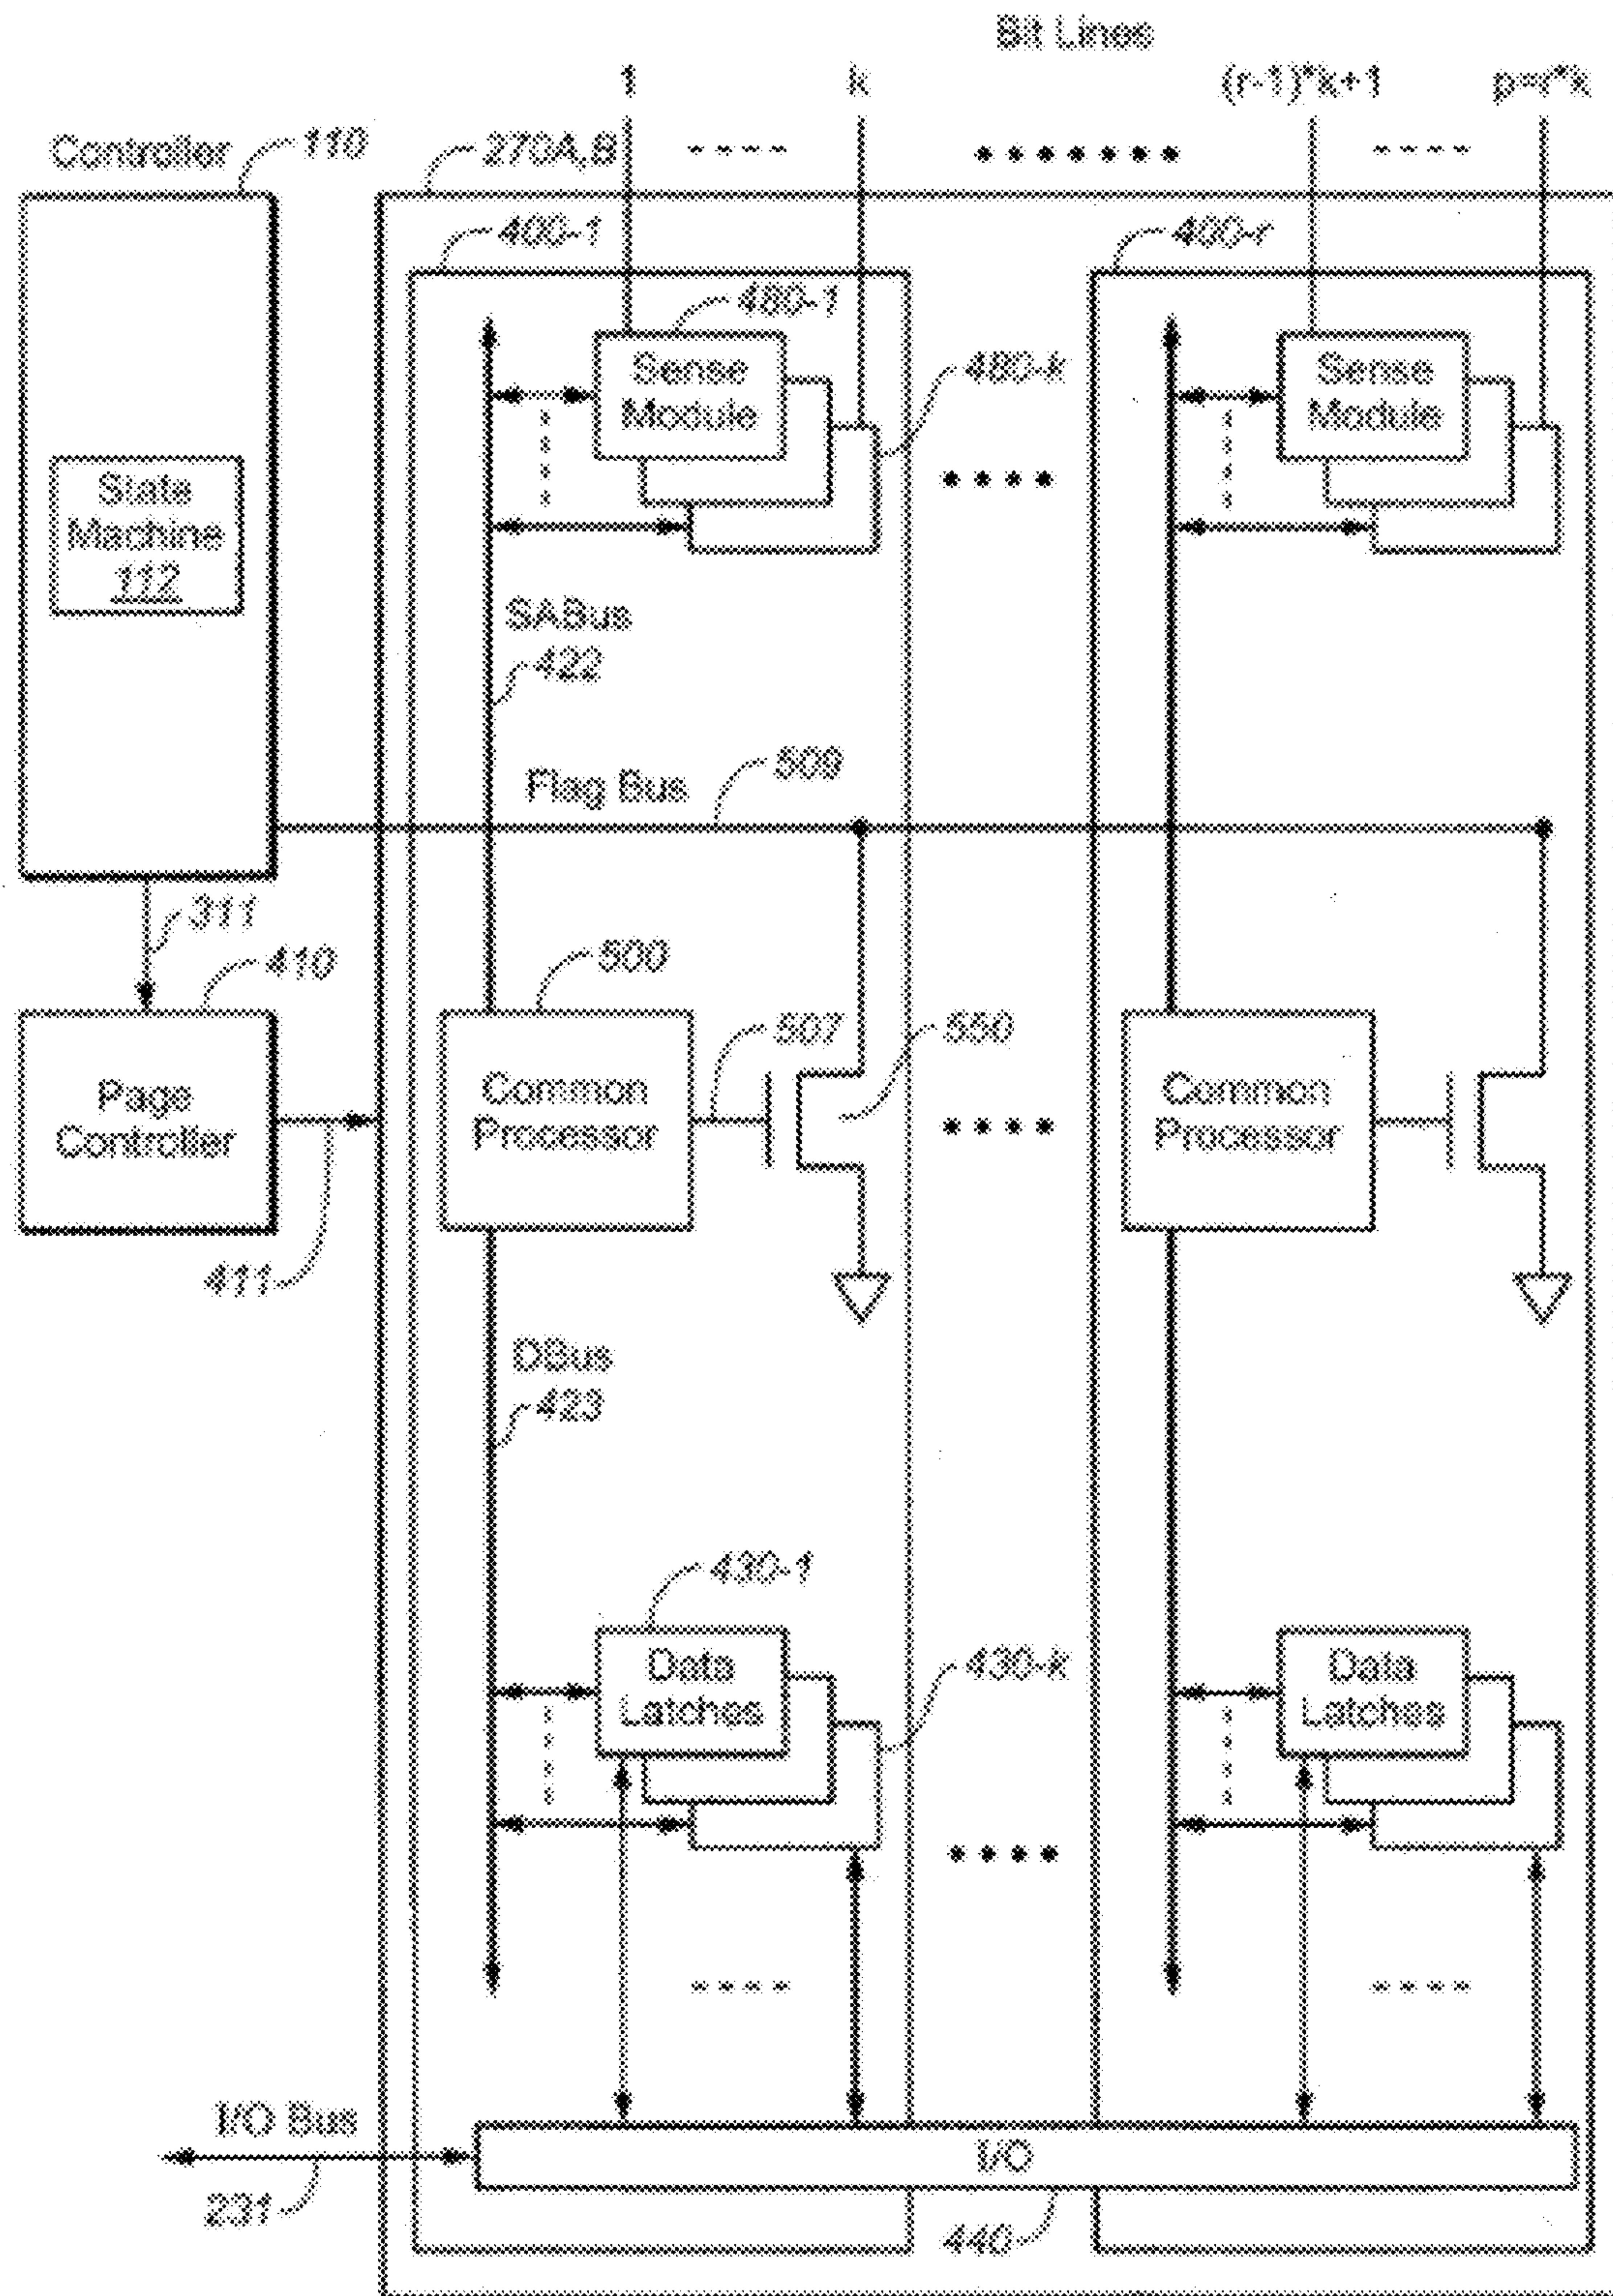 Bit Lines
1
k
(r-1)*k+1
p=r*k
Controller
110
270A,B
400-1
400-r
480-1
480-k
Sense
Module
Sense
Module
State
Machine
112
SABus
422
Flag Bus
509
311
410
500
507
550
Page
Controller
Common
Processor
Common
Processor
411
DBus
423
430-1
430-k
Data
Latches
Data
Latches
I/O Bus
I/O
231
440